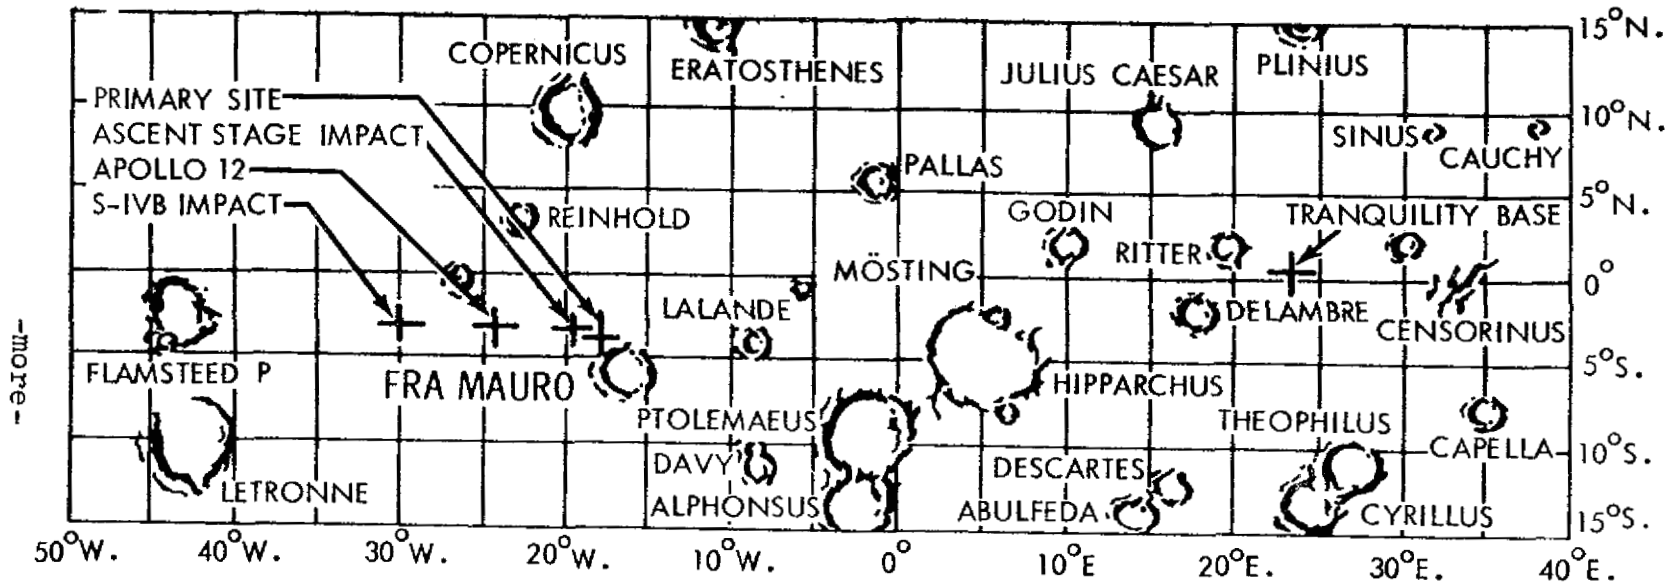 15°N.
COPERNICUS
ERATOSTHENES
JULIUS CAESAR
PLINIUS
PRIMARY SITE
ASCENT STAGE IMPACT
APOLLO 12
S-IVB IMPACT
10°N.
SINUS
CAUCHY
PALLAS
5°N.
REINHOLD
GODIN
TRANQUILITY BASE
RITTER
MÖSTING
0°
LALANDE
DELAMBRE
CENSORINUS
-more-
FLAMSTEED P
FRA MAURO
5°S.
HIPPARCHUS
PTOLEMAEUS
THEOPHILUS
CAPELLA
10°S.
DAVY
DESCARTES
LETRONNE
ALPHONSUS
ABULFEDA
CYRILLUS
15°S.
50°W. 40°W. 30°W. 20°W. 10°W. 0° 10°E 20°E. 30°E. 40°E.